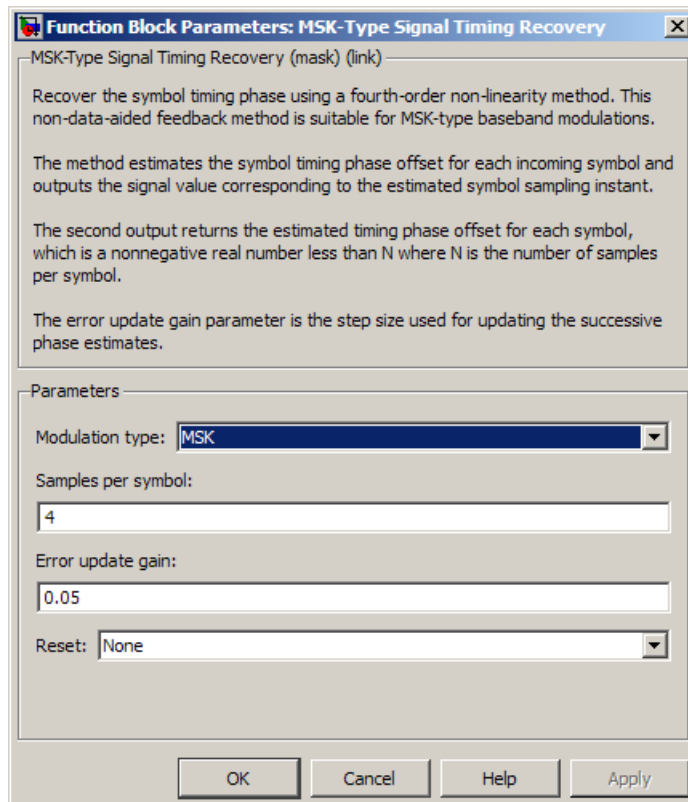 Function Block Parameters: MSK-Type Signal Timing Recovery
MSK-Type Signal Timing Recovery (mask) (link)
Recover the symbol timing phase using a fourth-order non-linearity method. This
non-data-aided feedback method is suitable for MSK-type baseband modulations.
The method estimates the symbol timing phase offset for each incoming symbol and
outputs the signal value corresponding to the estimated symbol sampling instant.
The second output returns the estimated timing phase offset for each symbol,
which is a nonnegative real number less than N where N is the number of samples
per symbol.
The error update gain parameter is the step size used for updating the successive
phase estimates.
Parameters
Modulation type: MSK
Samples per symbol:
4
Error update gain:
0.05
Reset: None
OK Cancel Help Apply